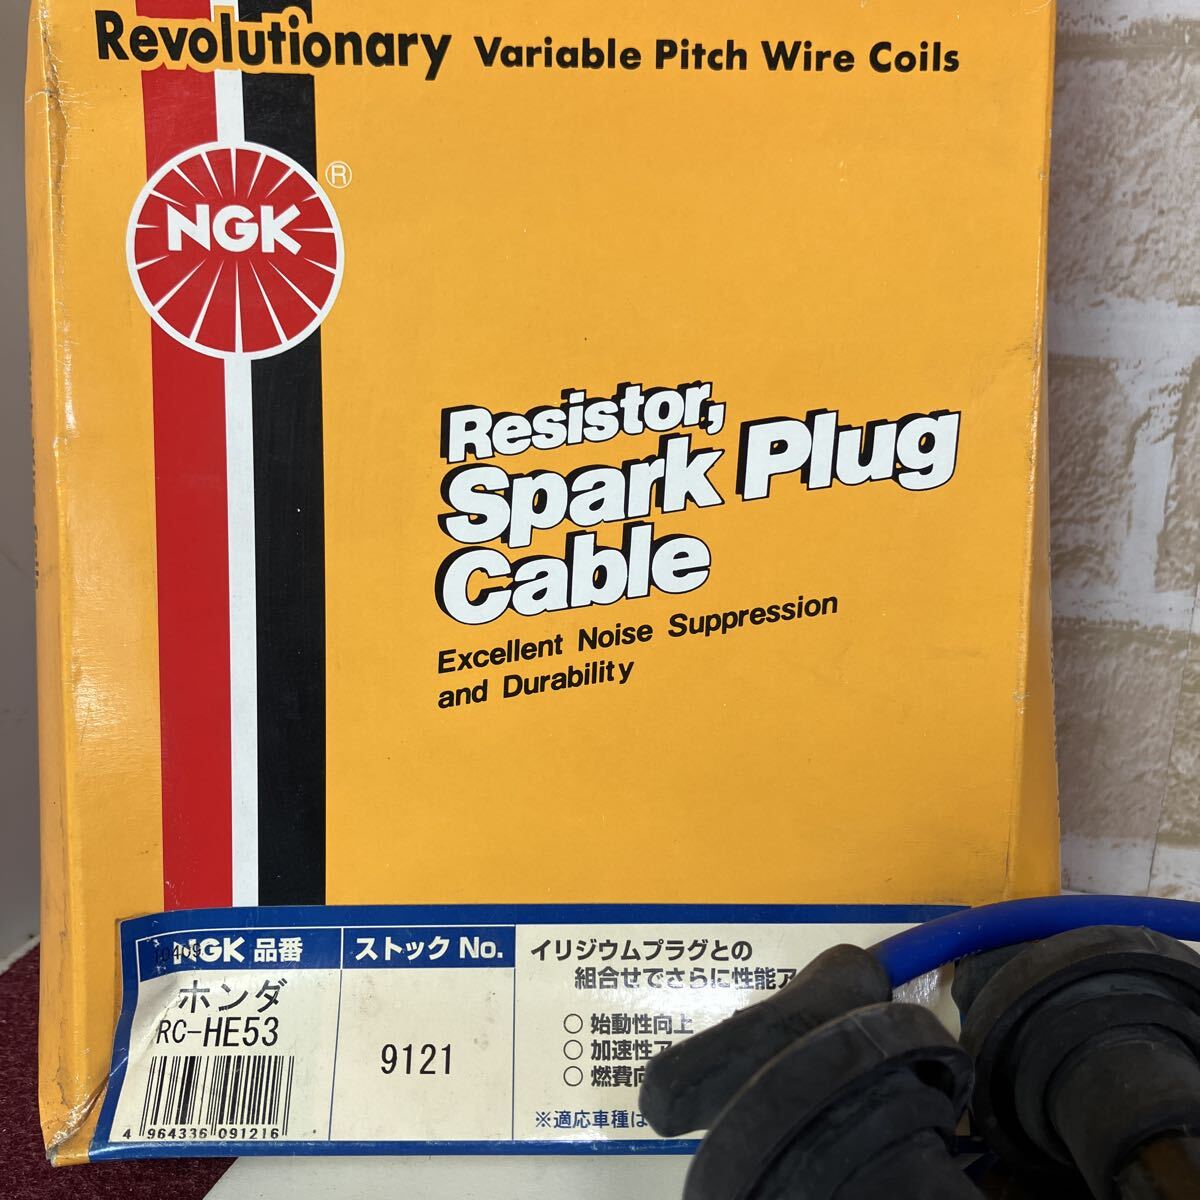 Revolutionary Variable Pitch Wire Coils
NGK
®
Resistor,
Spark Plug
Cable
Excellent Noise Suppression
and Durability
NGK 品番
ストック No.
イリジウムプラグとの
組合せでさらに性能ア
ホンダ
RC-HE53
9121
○ 始動性向上
○ 加速性ア
○ 燃費向
※適応車種は
4 964336 091216